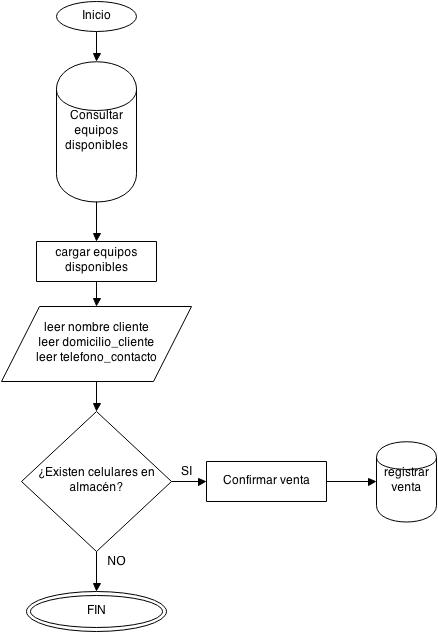 Inicio
Consultar
equipos
disponibles
cargar equipos
disponibles
leer nombre cliente
leer domicilio_cliente
leer telefono_contacto
¿Existen celulares en
almacén?
SI
Confirmar venta
registrar
venta
NO
FIN